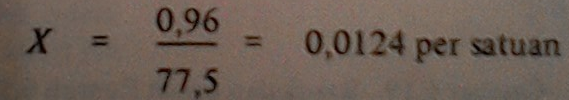 X = 0,96 / 77,5 = 0,0124 per satuan